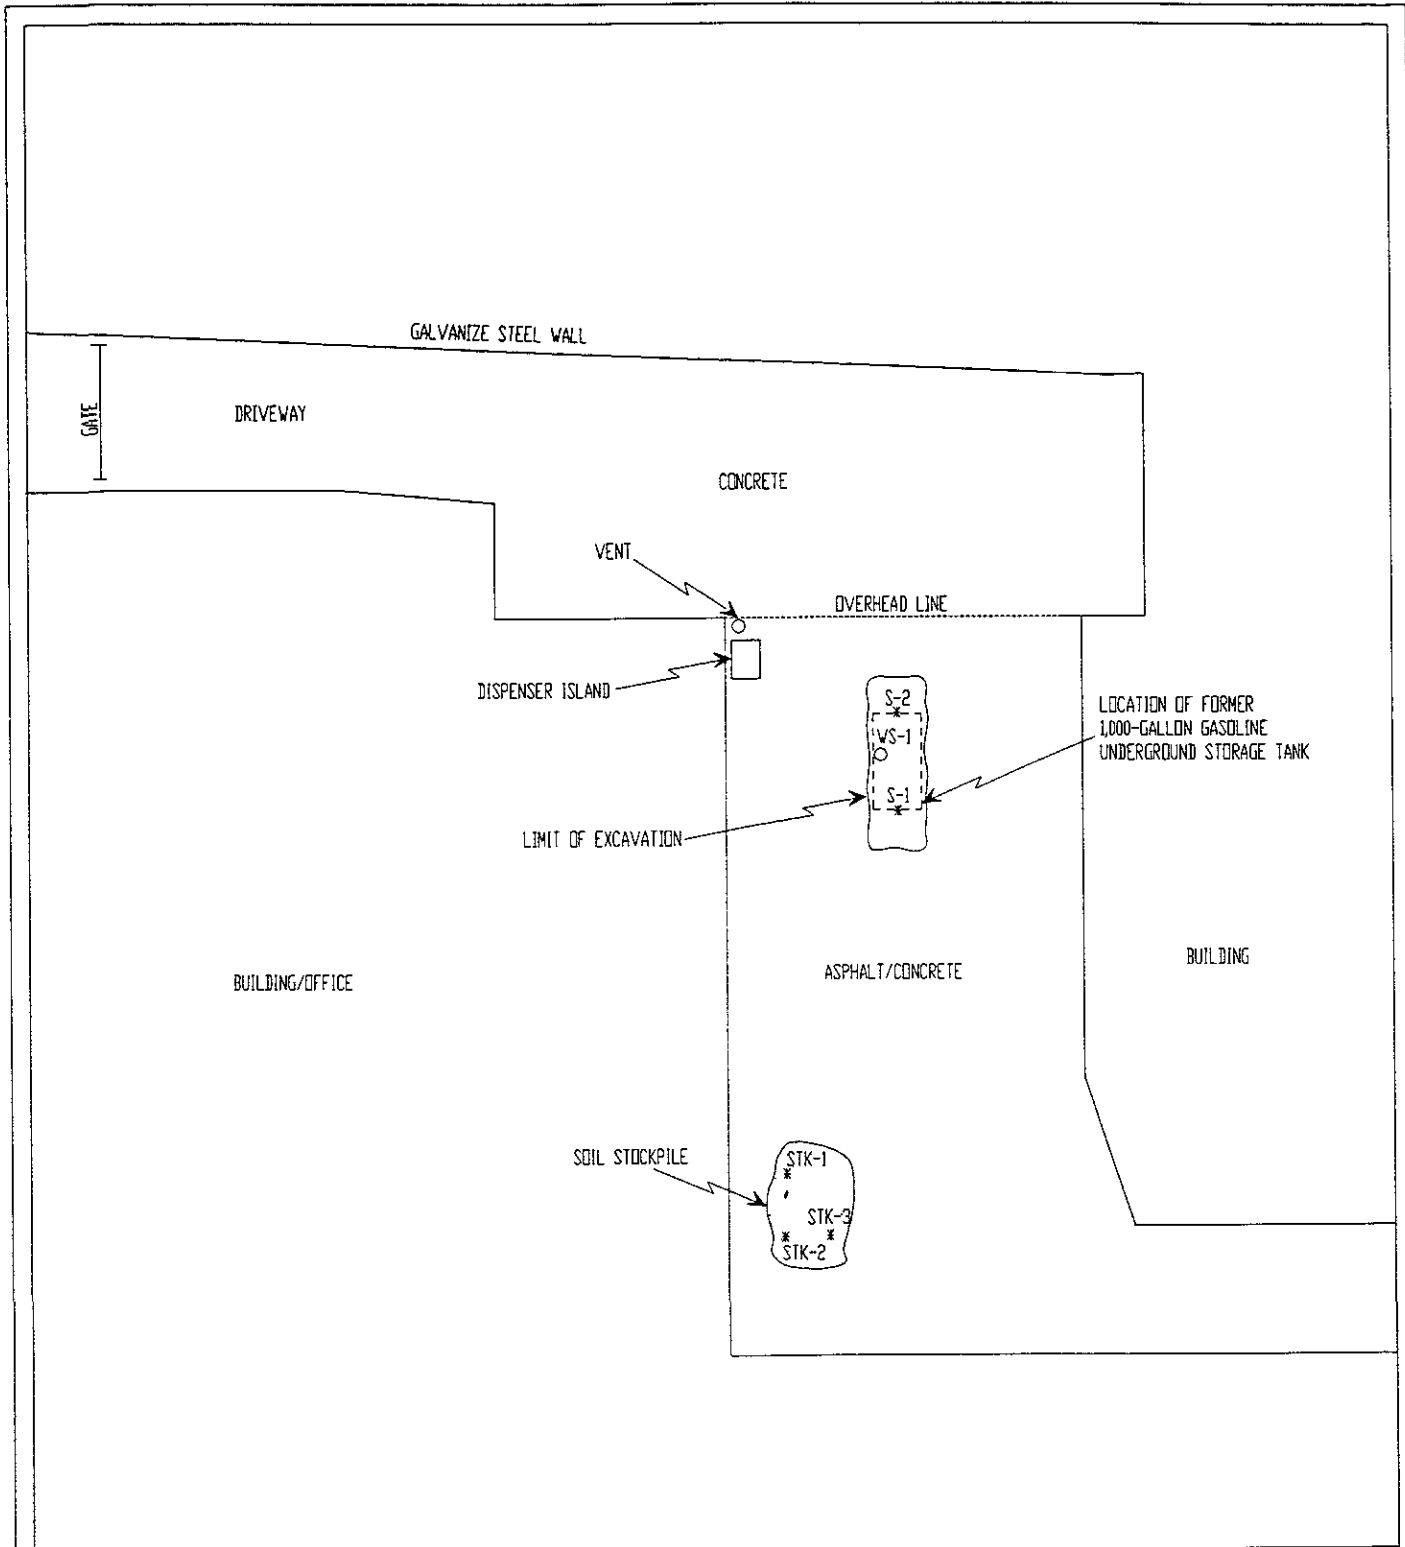 GALVANIZE STEEL WALL
GATE
DRIVEWAY
CONCRETE
VENT
OVERHEAD LINE
DISPENSER ISLAND
S-2
WS-1
S-1
LOCATION OF FORMER
1,000-GALLON GASOLINE
UNDERGROUND STORAGE TANK
LIMIT OF EXCAVATION
BUILDING/OFFICE
ASPHALT/CONCRETE
BUILDING
SOIL STOCKPILE
STK-1
STK-3
STK-2